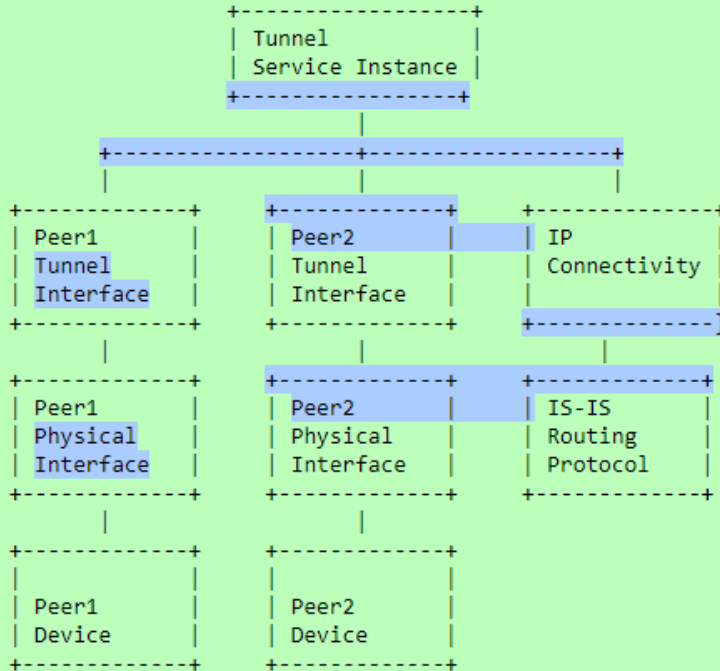 +------------------+
| Tunnel           |
| Service Instance |
+-----------------+
|
+-------------------+-------------------+
|                   |                   |
+-------------+     +-------------+     +--------------+
| Peer1       |     | Peer2       |     | IP           |
| Tunnel      |     | Tunnel      |     | Connectivity |
| Interface   |     | Interface   |     |              |
+-------------+     +-------------+     +--------------]
|                   |                  |
+-------------+     +-------------+     +-------------+
| Peer1       |     | Peer2       |     | IS-IS       |
| Physical    |     | Physical    |     | Routing     |
| Interface   |     | Interface   |     | Protocol    |
+-------------+     +-------------+     +-------------+
|                   |
+-------------+     +-------------+
|             |     |             |
| Peer1       |     | Peer2       |
| Device      |     | Device      |
+-------------+     +-------------+